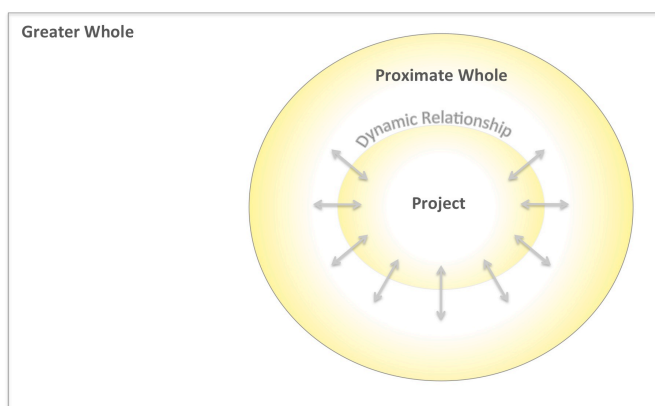 Greater Whole
Proximate Whole
Dynamic Relationship
Project